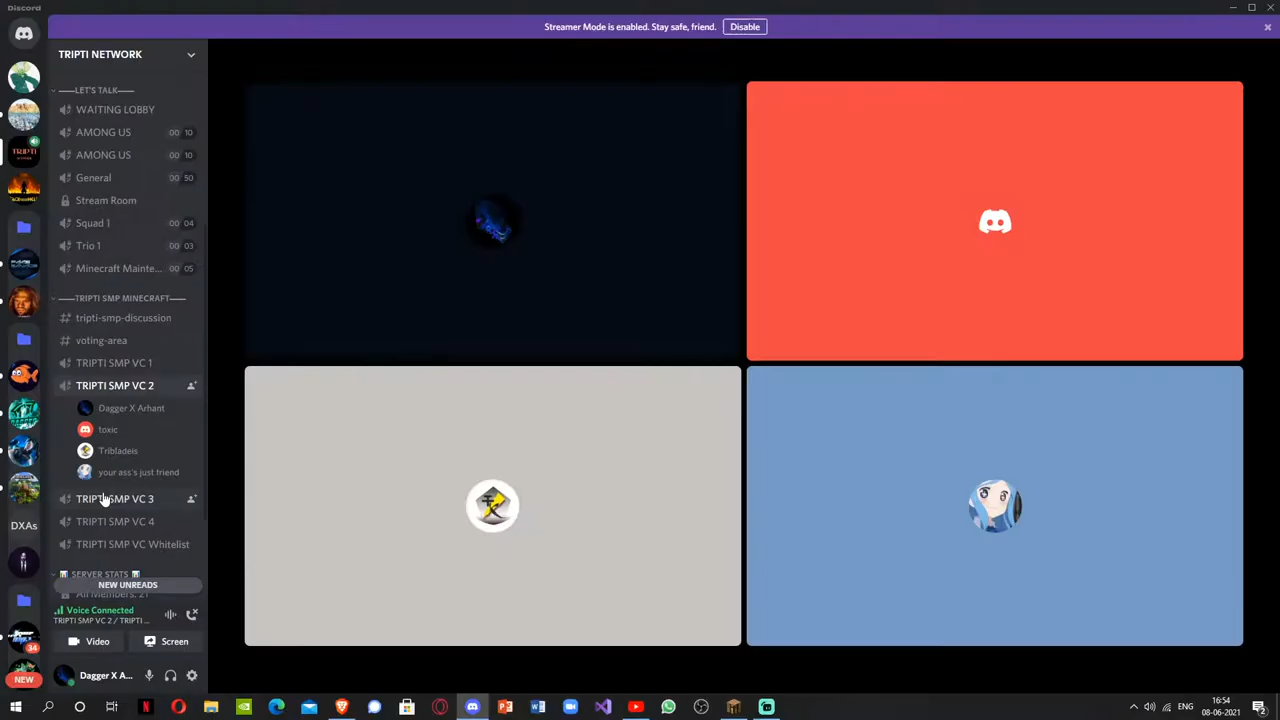 Discord
Streamer Mode is enabled. Stay safe, friend.
Disable
TRIPTI NETWORK
LET'S TALK
WAITING LOBBY
AMONG US 00 10
AMONG US 00 10
General 00 50
Stream Room
Squad 1 00 04
Trio 1 00 03
Minecraft Mainte... 00 05
TRIPTI SMP MINECRAFT
tripti-smp-discussion
voting-area
TRIPTI SMP VC 1
TRIPTI SMP VC 2
Dagger X Arhant
toxic
Tribladeis
your ass's just friend
TRIPTI SMP VC 3
TRIPTI SMP VC 4
TRIPTI SMP VC Whitelist
SERVER STATS
NEW UNREADS
All Members: 21
Voice Connected
TRIPTI SMP VC 2 / TRIPTI ...
Video
Screen
Dagger X A...
DXAs
34
NEW
ENG
16:54
08-06-2021
2